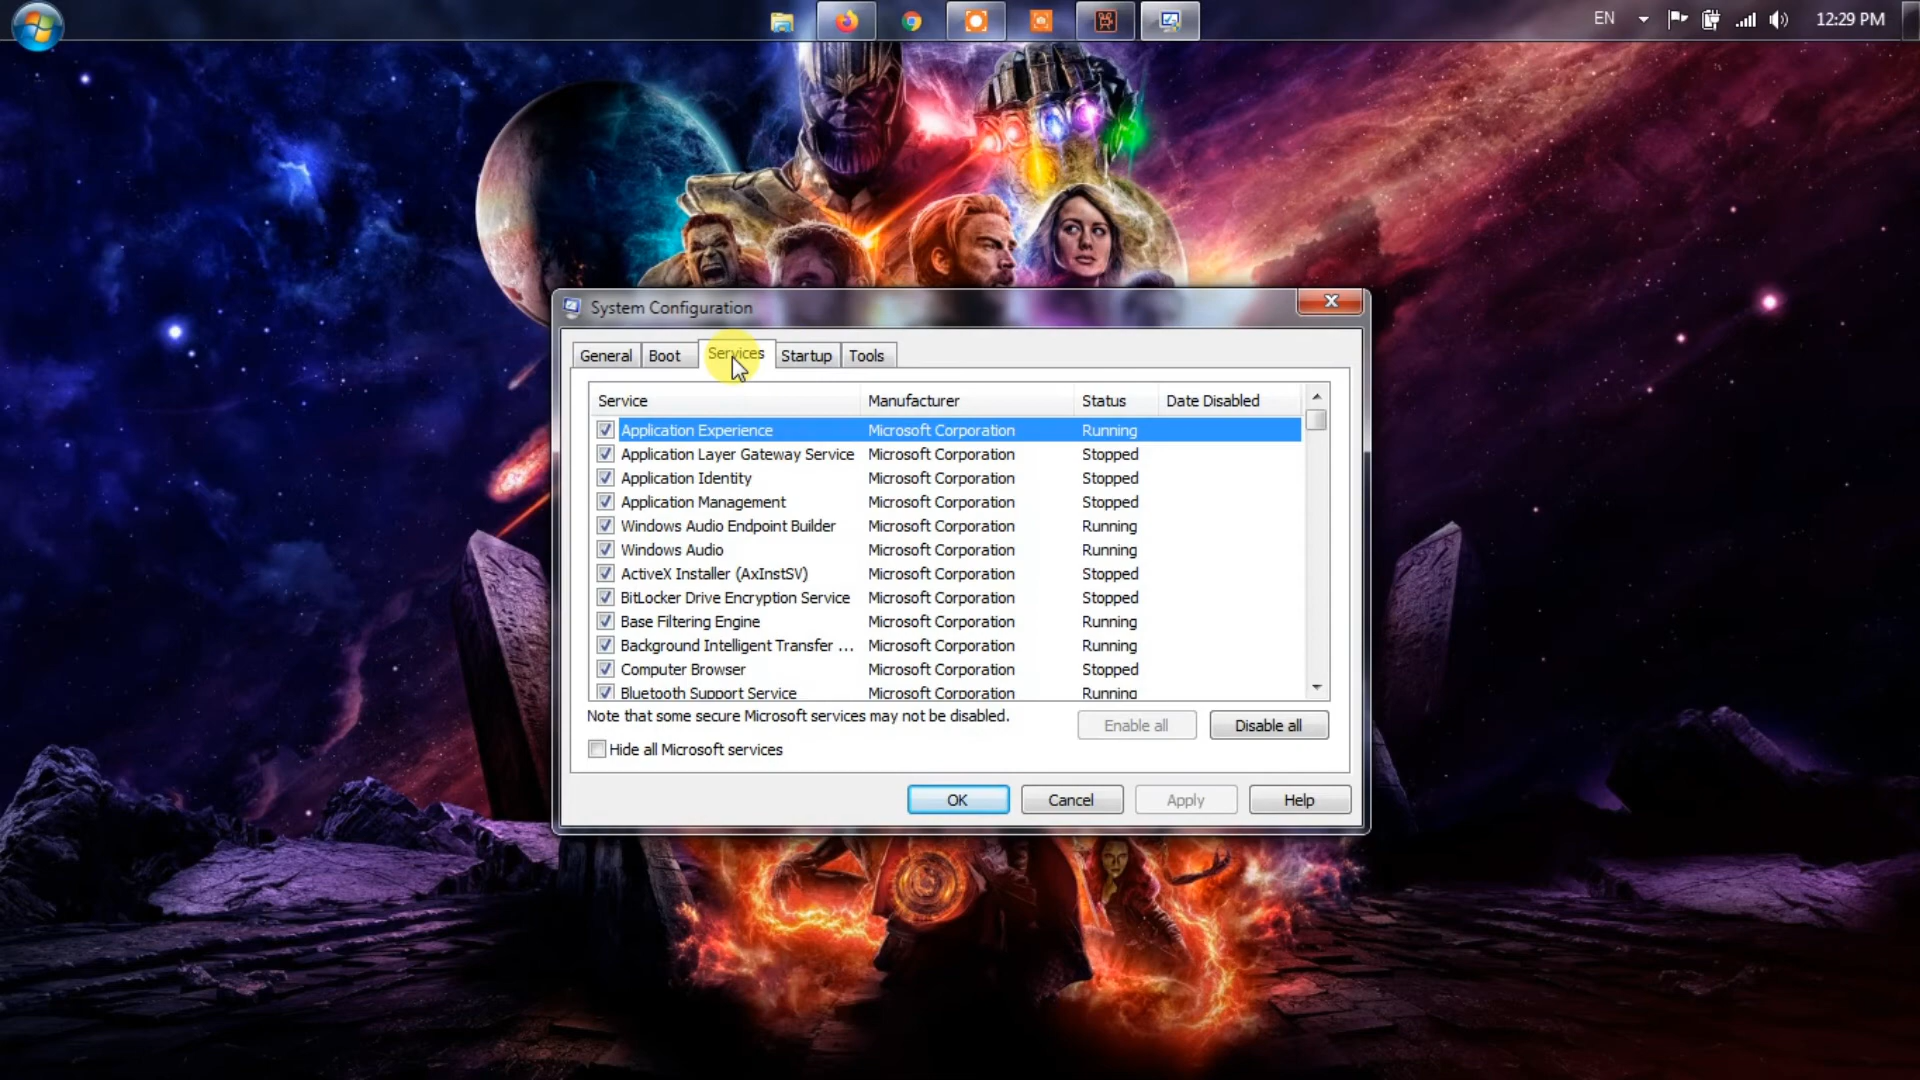 EN 12:29 PM
System Configuration
General Boot Services Startup Tools
Service Manufacturer Status Date Disabled
Application Experience Microsoft Corporation Running
Application Layer Gateway Service Microsoft Corporation Stopped
Application Identity Microsoft Corporation Stopped
Application Management Microsoft Corporation Stopped
Windows Audio Endpoint Builder Microsoft Corporation Running
Windows Audio Microsoft Corporation Running
ActiveX Installer (AxInstSV) Microsoft Corporation Stopped
BitLocker Drive Encryption Service Microsoft Corporation Stopped
Base Filtering Engine Microsoft Corporation Running
Background Intelligent Transfer ... Microsoft Corporation Running
Computer Browser Microsoft Corporation Stopped
Bluetooth Support Service Microsoft Corporation Running
Note that some secure Microsoft services may not be disabled.
Enable all Disable all
Hide all Microsoft services
OK Cancel Apply Help